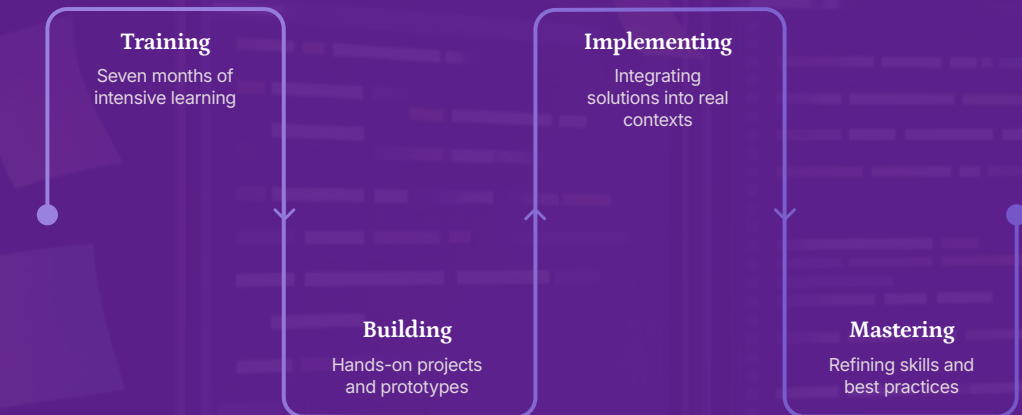 Training
Seven months of
intensive learning
Implementing
Integrating
solutions into real
contexts
Building
Hands-on projects
and prototypes
Mastering
Refining skills and
best practices